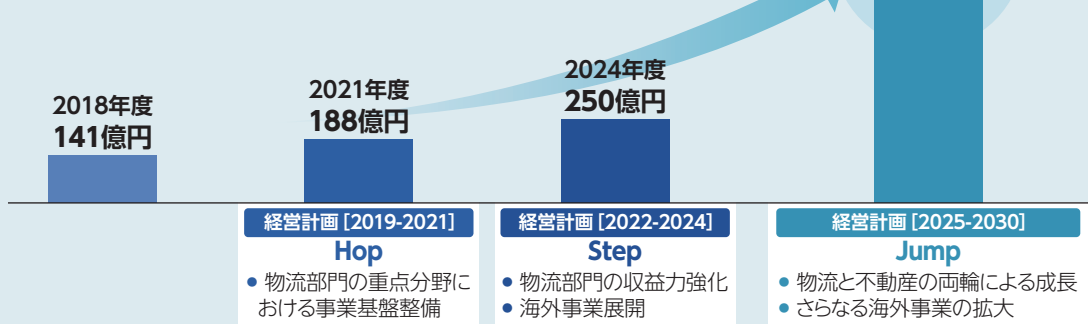 2018年度
141億円
2021年度
188億円
2024年度
250億円
経営計画 [2019-2021]
Hop
● 物流部門の重点分野に
おける事業基盤整備
経営計画 [2022-2024]
Step
● 物流部門の収益力強化
● 海外事業展開
経営計画 [2025-2030]
Jump
● 物流と不動産の両輪による成長
● さらなる海外事業の拡大